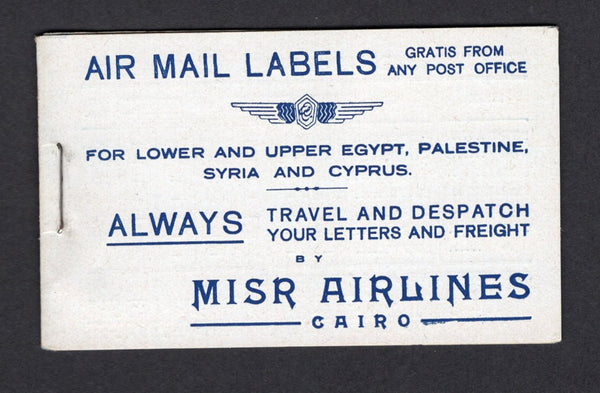 AIR MAIL LABELS
GRATIS FROM
ANY POST OFFICE
FOR LOWER AND UPPER EGYPT, PALESTINE,
SYRIA AND CYPRUS.
ALWAYS
TRAVEL AND DESPATCH
YOUR LETTERS AND FREIGHT
BY
MISR AIRLINES
CAIRO